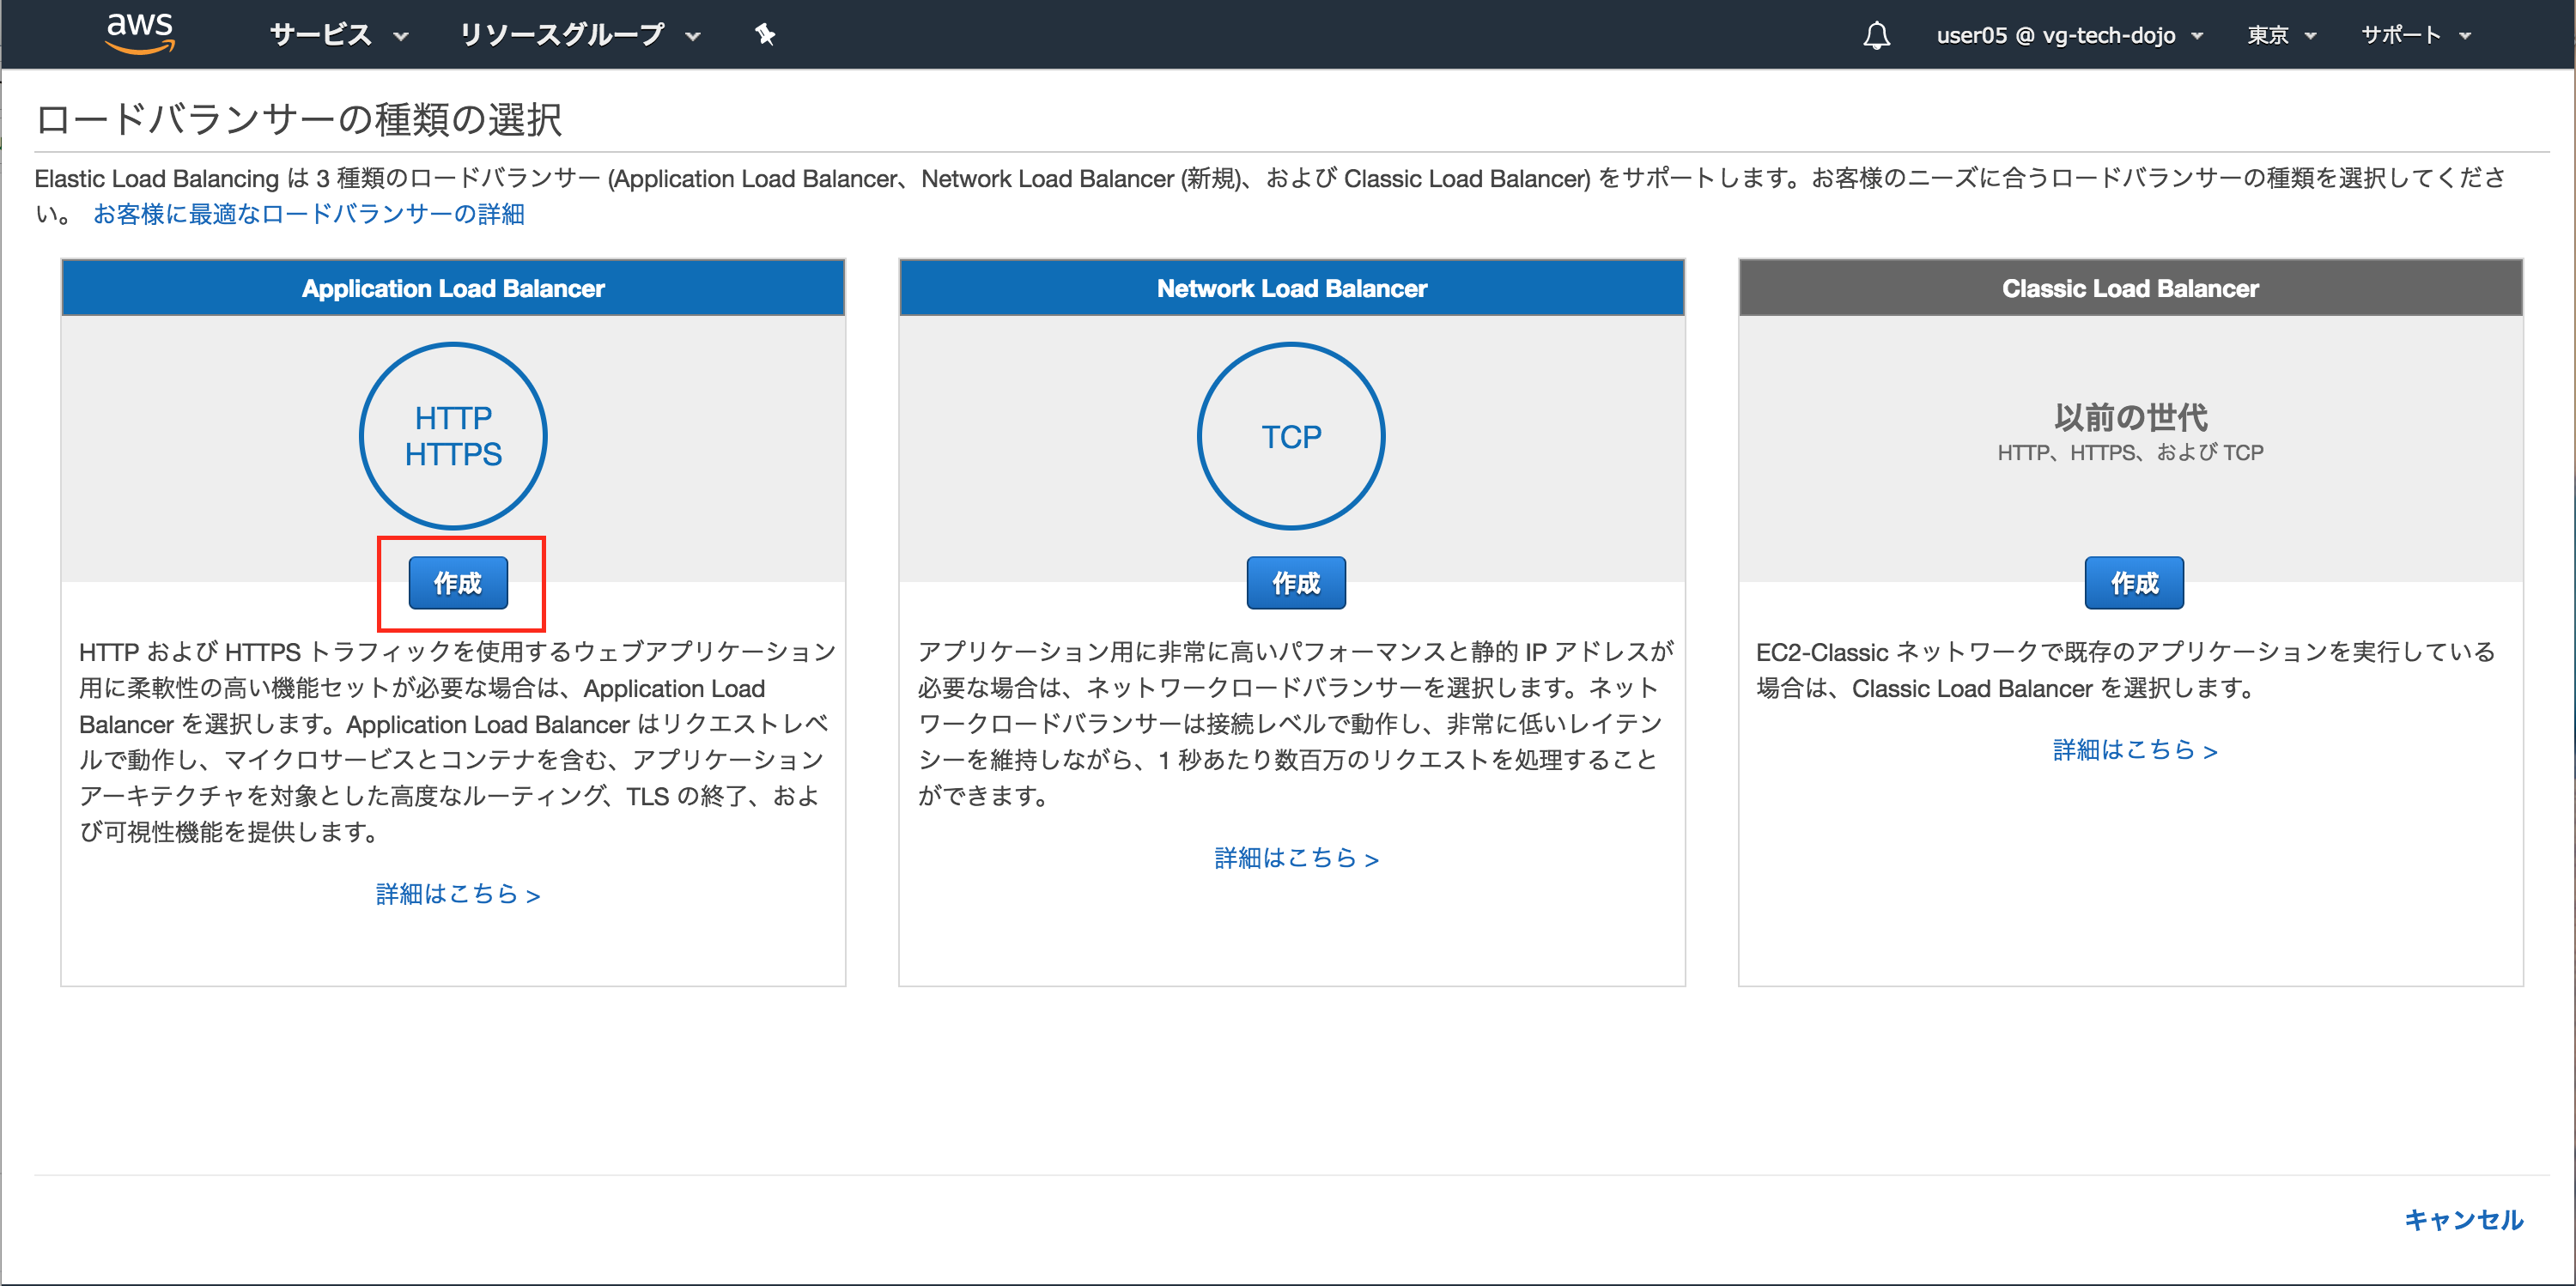 aws サービス リソースグループ user05 @ vg-tech-dojo 東京 サポート
ロードバランサーの種類の選択
Elastic Load Balancing は 3 種類のロードバランサー (Application Load Balancer、Network Load Balancer (新規)、および Classic Load Balancer) をサポートします。お客様のニーズに合うロードバランサーの種類を選択してくださ
い。 お客様に最適なロードバランサーの詳細
Application Load Balancer
HTTP
HTTPS
作成
HTTP および HTTPS トラフィックを使用するウェブアプリケーション
用に柔軟性の高い機能セットが必要な場合は、Application Load
Balancer を選択します。Application Load Balancer はリクエストレベ
ルで動作し、マイクロサービスとコンテナを含む、アプリケーション
アーキテクチャを対象とした高度なルーティング、TLS の終了、およ
び可視性機能を提供します。
詳細はこちら >
Network Load Balancer
TCP
作成
アプリケーション用に非常に高いパフォーマンスと静的 IP アドレスが
必要な場合は、ネットワークロードバランサーを選択します。ネット
ワークロードバランサーは接続レベルで動作し、非常に低いレイテン
シーを維持しながら、1 秒あたり数百万のリクエストを処理すること
ができます。
詳細はこちら >
Classic Load Balancer
以前の世代
HTTP、HTTPS、および TCP
作成
EC2-Classic ネットワークで既存のアプリケーションを実行している
場合は、Classic Load Balancer を選択します。
詳細はこちら >
キャンセル